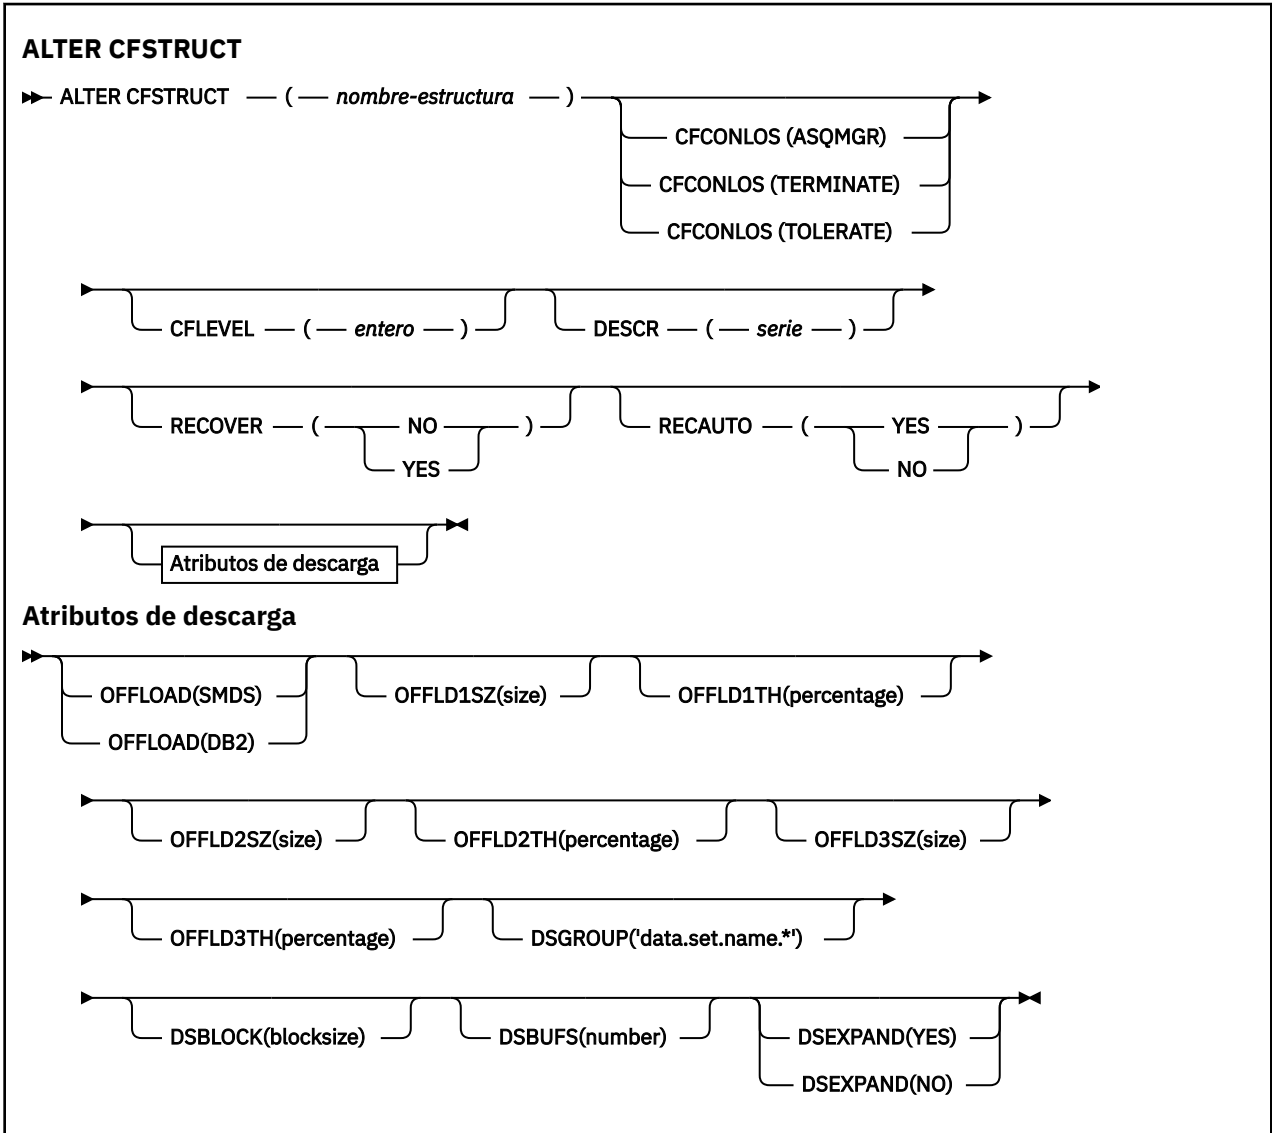 ALTER CFSTRUCT
ALTER CFSTRUCT ( nombre-estructura )
CFCONLOS (ASQMGR)
CFCONLOS (TERMINATE)
CFCONLOS (TOLERATE)
CFLEVEL ( entero ) DESCR ( serie )
RECOVER ( NO ) RECAUTO ( YES )
YES NO
Atributos de descarga
Atributos de descarga
OFFLOAD(SMDS) OFFLD1SZ(size) OFFLD1TH(percentage)
OFFLOAD(DB2)
OFFLD2SZ(size) OFFLD2TH(percentage) OFFLD3SZ(size)
OFFLD3TH(percentage) DSGROUP('data.set.name.*')
DSBLOCK(blocksize) DSBUFS(number) DSEXPAND(YES)
DSEXPAND(NO)